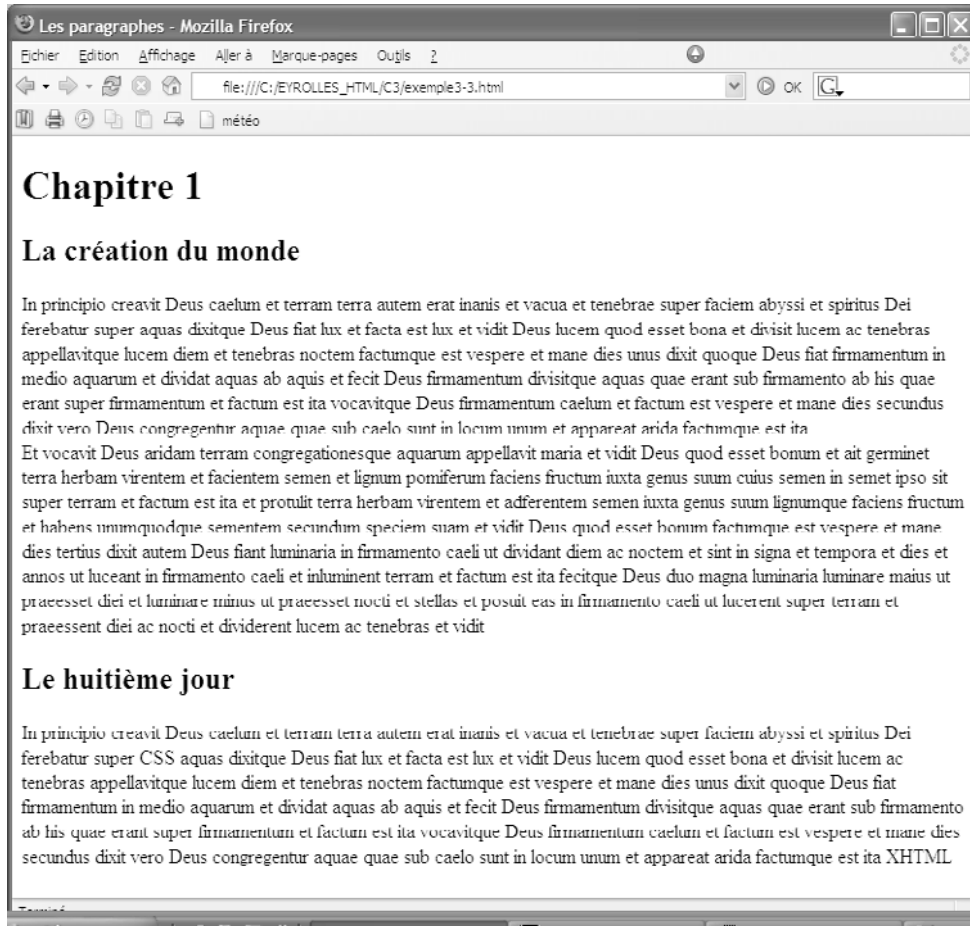 Les paragraphes - Mozilla Firefox
Fichier Edition Affichage Aller à Marque-pages Outils ?
file:///C:/EYROLLES_HTML/C3/exemple3-3.html OK G
météo
Chapitre 1
La création du monde
In principio creavit Deus caelum et terram terra autem erat inanis et vacua et tenebrae super faciem abyssi et spiritus Dei
ferebatur super aquas dixitque Deus fiat lux et facta est lux et vidit Deus lucem quod esset bona et divisit lucem ac tenebras
appellavitque lucem diem et tenebras noctem factumque est vespere et mane dies unus dixit quoque Deus fiat firmamentum in
medio aquarum et dividat aquas ab aquis et fecit Deus firmamentum divisitque aquas quae erant sub firmamento ab his quae
erant super firmamentum et factum est ita vocavitque Deus firmamentum caelum et factum est vespere et mane dies secundus
dixit vero Deus congregentur aquae quae sub caelo sunt in locum unum et appareat arida factumque est ita
Et vocavit Deus aridam terram congregationesque aquarum appellavit maria et vidit Deus quod esset bonum et ait germinet
terra herbam virentem et facientem semen et lignum pomiferum faciens fructum iuxta genus suum cuius semen in semet ipso sit
super terram et factum est ita et protulit terra herbam virentem et adferentem semen iuxta genus suum lignumque faciens fructum
et habens unumquodque sementem secundum speciem suam et vidit Deus quod esset bonum factumque est vespere et mane
dies tertius dixit autem Deus fiant luminaria in firmamento caeli ut dividant diem ac noctem et sint in signa et tempora et dies et
annos ut luceant in firmamento caeli et inluminent terram et factum est ita fecitque Deus duo magna luminaria luminare maius ut
praeesset diei et luminare minus ut praeesset nocti et stellas et posuit eas in firmamento caeli ut lucerent super terram et
praeessent diei ac nocti et dividerent lucem ac tenebras et vidit
Le huitième jour
In principio creavit Deus caelum et terram terra autem erat inanis et vacua et tenebrae super faciem abyssi et spiritus Dei
ferebatur super CSS aquas dixitque Deus fiat lux et facta est lux et vidit Deus lucem quod esset bona et divisit lucem ac
tenebras appellavitque lucem diem et tenebras noctem factumque est vespere et mane dies unus dixit quoque Deus fiat
firmamentum in medio aquarum et dividat aquas ab aquis et fecit Deus firmamentum divisitque aquas quae erant sub firmamento
ab his quae erant super firmamentum et factum est ita vocavitque Deus firmamentum caelum et factum est vespere et mane dies
secundus dixit vero Deus congregentur aquae quae sub caelo sunt in locum unum et appareat arida factumque est ita XHTML
Terminé